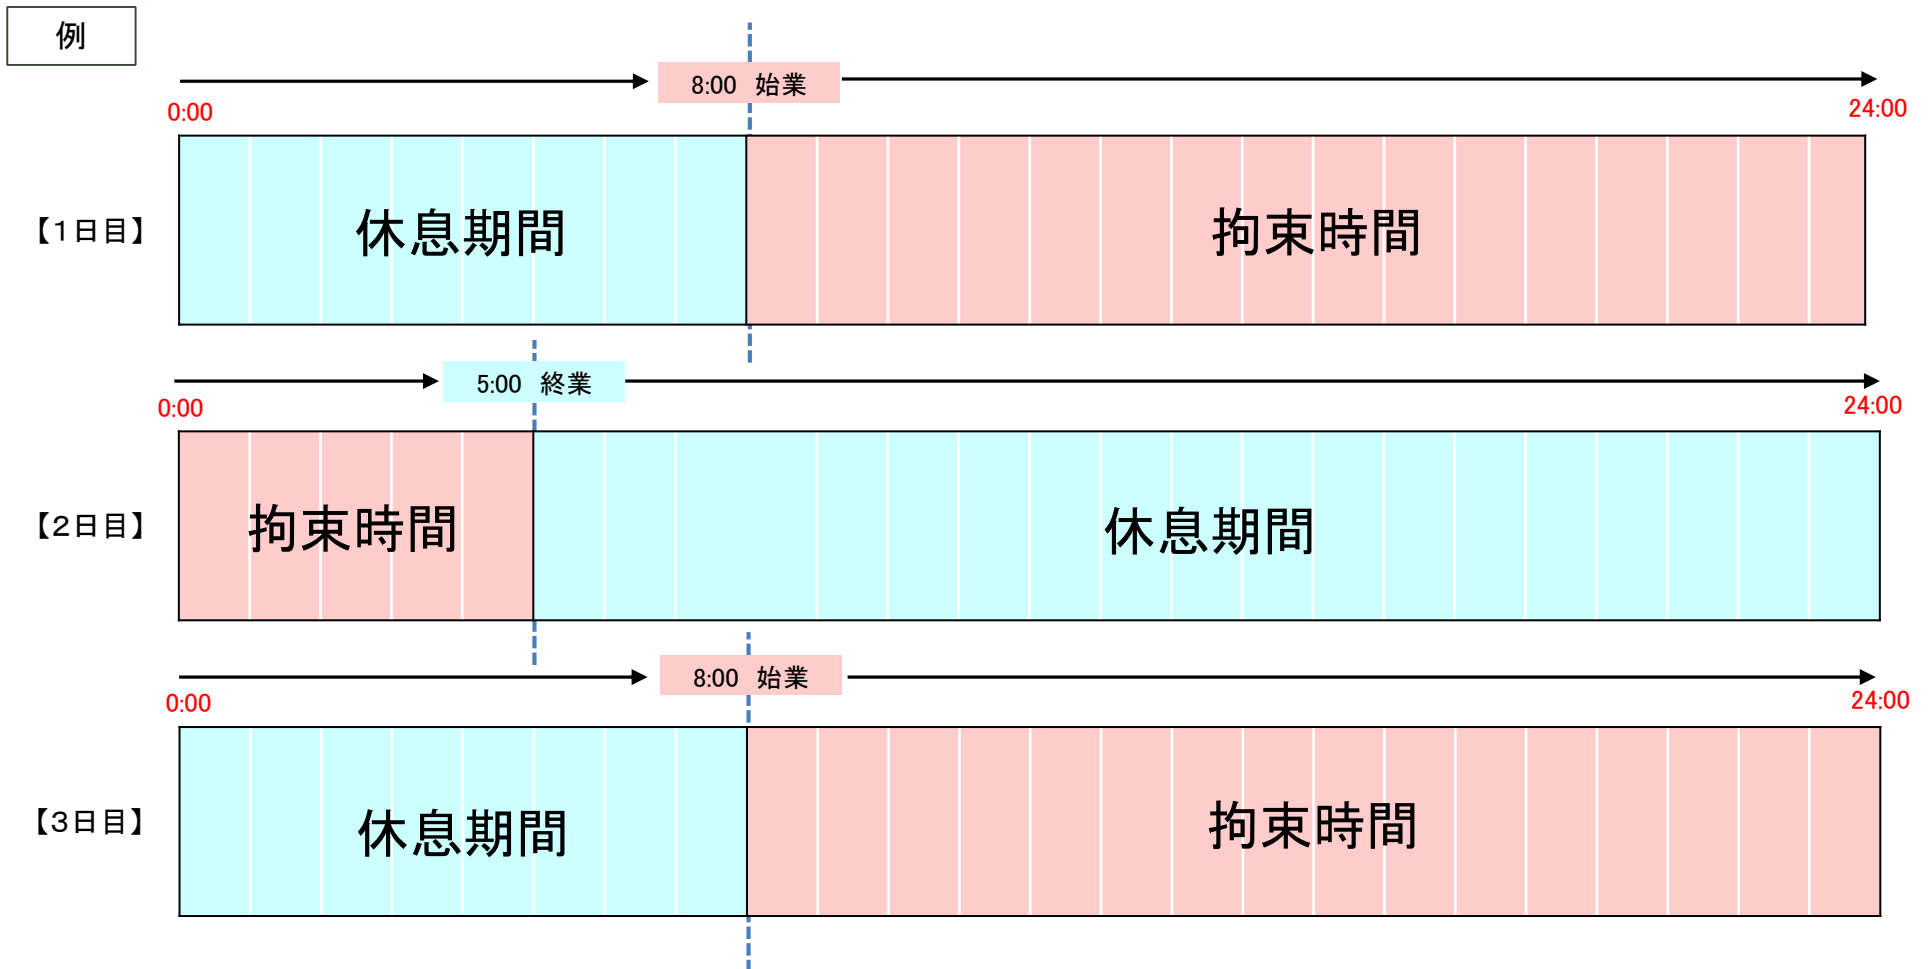 例
8:00 始業
0:00
24:00
【1日目】
休息期間
拘束時間
5:00 終業
0:00
24:00
【2日目】
拘束時間
休息期間
8:00 始業
0:00
24:00
【3日目】
休息期間
拘束時間